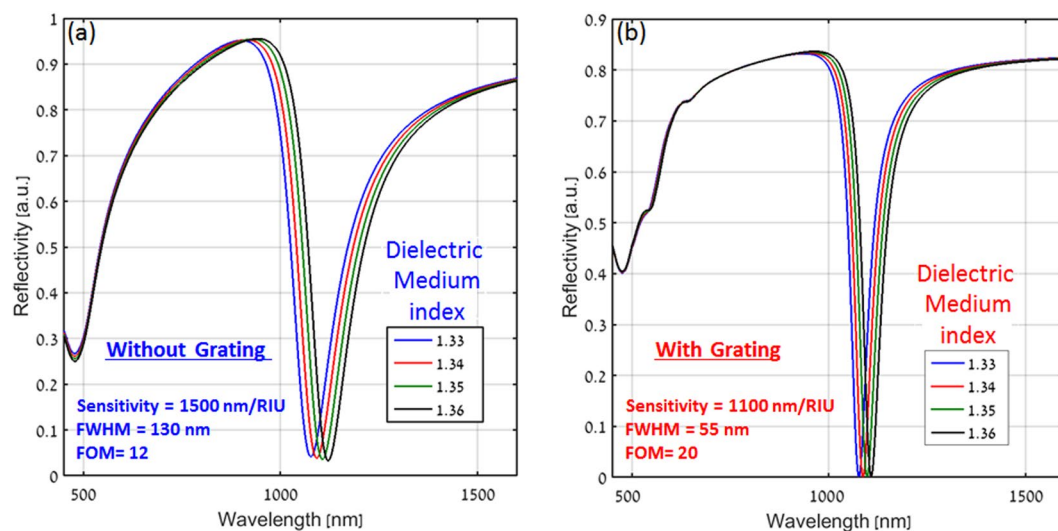 (a)
1
0.9
0.8
0.7
0.6
0.5
0.4
0.3
0.2
0.1
0
Reflectivity [a.u.]
500
1000
1500
Wavelength [nm]
Dielectric
Medium
index
1.33
1.34
1.35
1.36
Without Grating
Sensitivity = 1500 nm/RIU
FWHM = 130 nm
FOM= 12
(b)
0.9
0.8
0.7
0.6
0.5
0.4
0.3
0.2
0.1
0
Reflectivity [a.u.]
500
1000
1500
Wavelength [nm]
Dielectric
Medium
index
1.33
1.34
1.35
1.36
With Grating
Sensitivity = 1100 nm/RIU
FWHM = 55 nm
FOM= 20